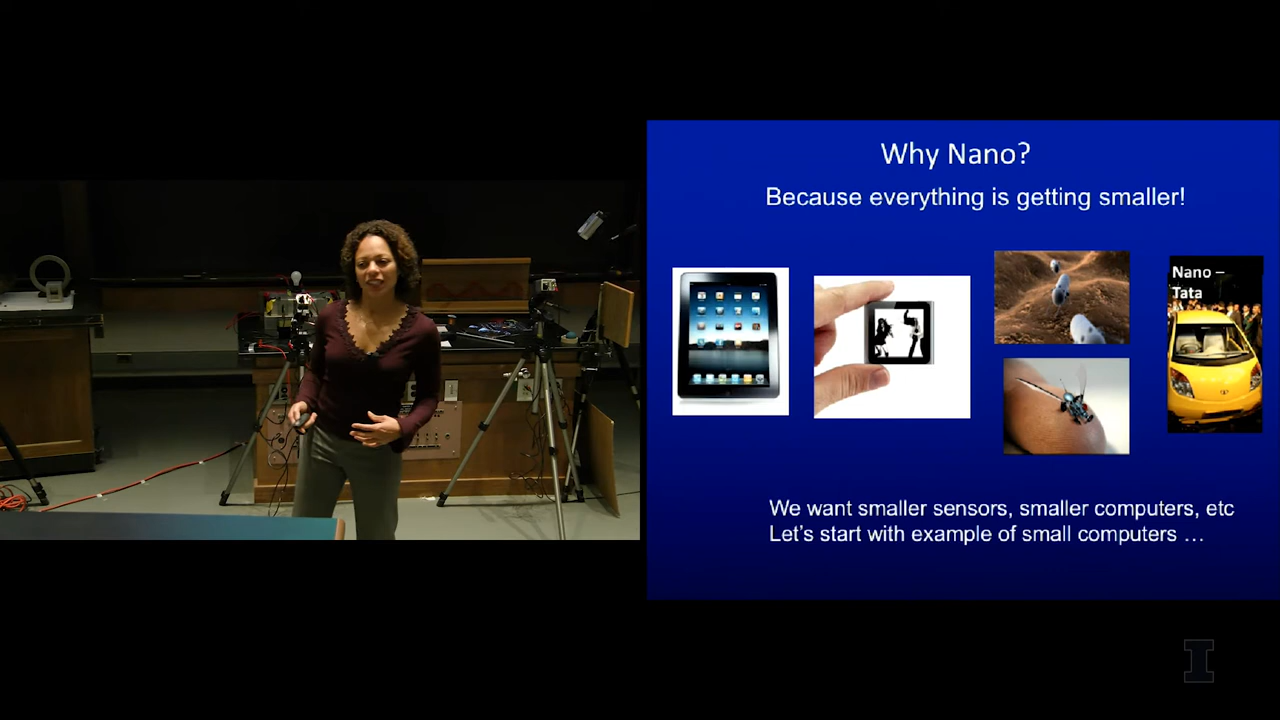 Why Nano?
Because everything is getting smaller!
Nano –
Tata
We want smaller sensors, smaller computers, etc
Let's start with example of small computers …
I